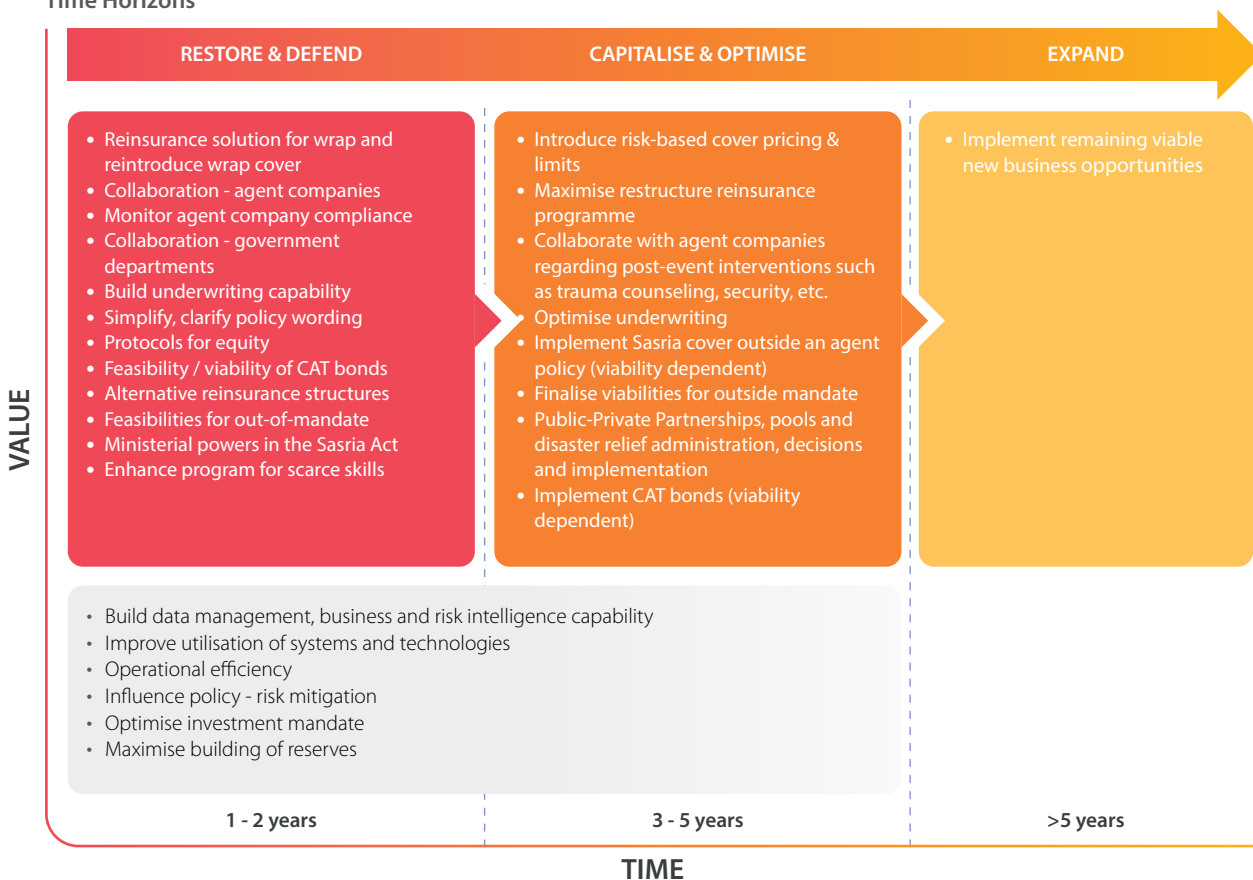 Time Horizons
RESTORE & DEFEND
CAPITALISE & OPTIMISE
EXPAND
• Reinsurance solution for wrap and
reintroduce wrap cover
• Collaboration - agent companies
• Monitor agent company compliance
• Collaboration - government
departments
• Build underwriting capability
• Simplify, clarify policy wording
• Protocols for equity
• Feasibility / viability of CAT bonds
• Alternative reinsurance structures
• Feasibilities for out-of-mandate
• Ministerial powers in the Sasria Act
• Enhance program for scarce skills
• Introduce risk-based cover pricing &
limits
• Maximise restructure reinsurance
programme
• Collaborate with agent companies
regarding post-event interventions such
as trauma counseling, security, etc.
• Optimise underwriting
• Implement Sasria cover outside an agent
policy (viability dependent)
• Finalise viabilities for outside mandate
• Public-Private Partnerships, pools and
disaster relief administration, decisions
and implementation
• Implement CAT bonds (viability
dependent)
• Implement remaining viable
new business opportunities
• Build data management, business and risk intelligence capability
• Improve utilisation of systems and technologies
• Operational efficiency
• Influence policy - risk mitigation
• Optimise investment mandate
• Maximise building of reserves
VALUE
1 - 2 years
3 - 5 years
>5 years
TIME